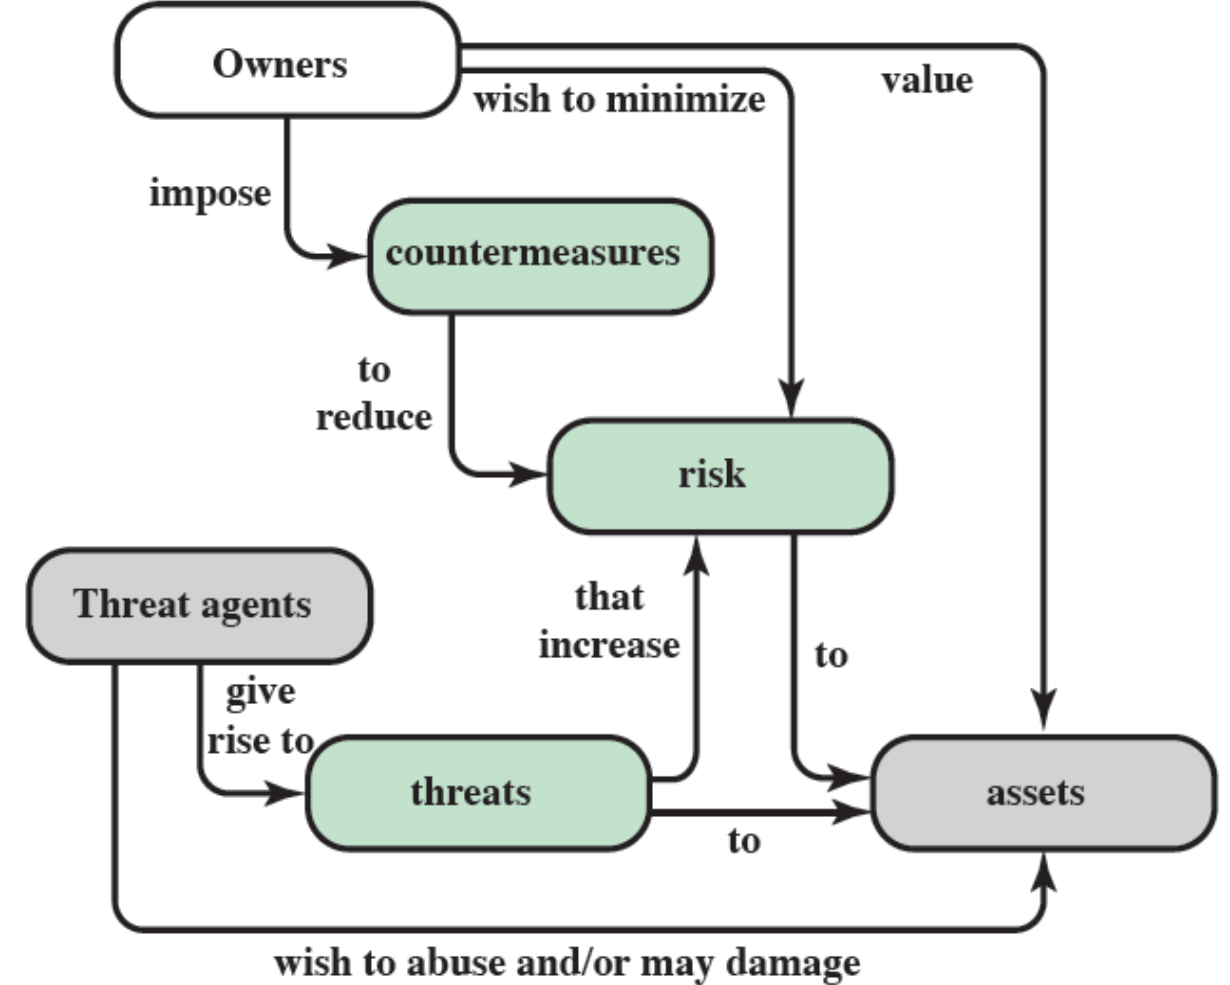 Owners
value
wish to minimize
impose
countermeasures
to
reduce
risk
Threat agents
that
increase
to
give
rise to
threats
assets
to
wish to abuse and/or may damage